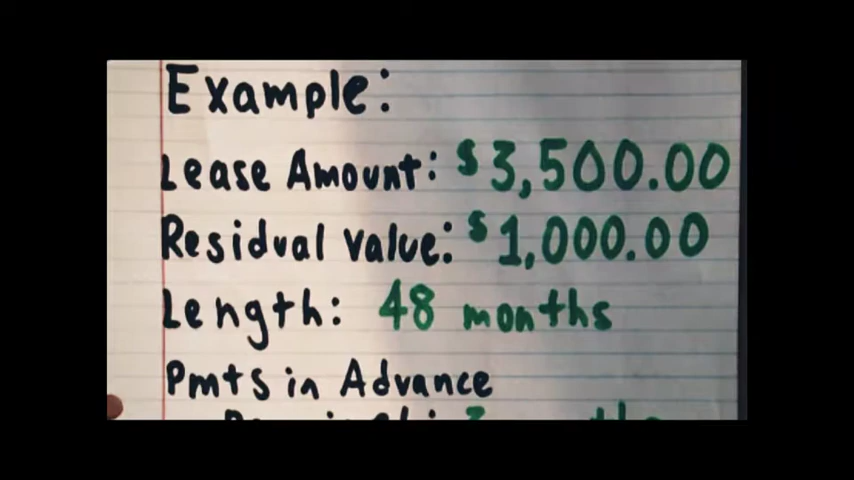 Example:
Lease Amount: $3,500.00
Residual Value: $1,000.00
Length: 48 months
Pmts in Advance